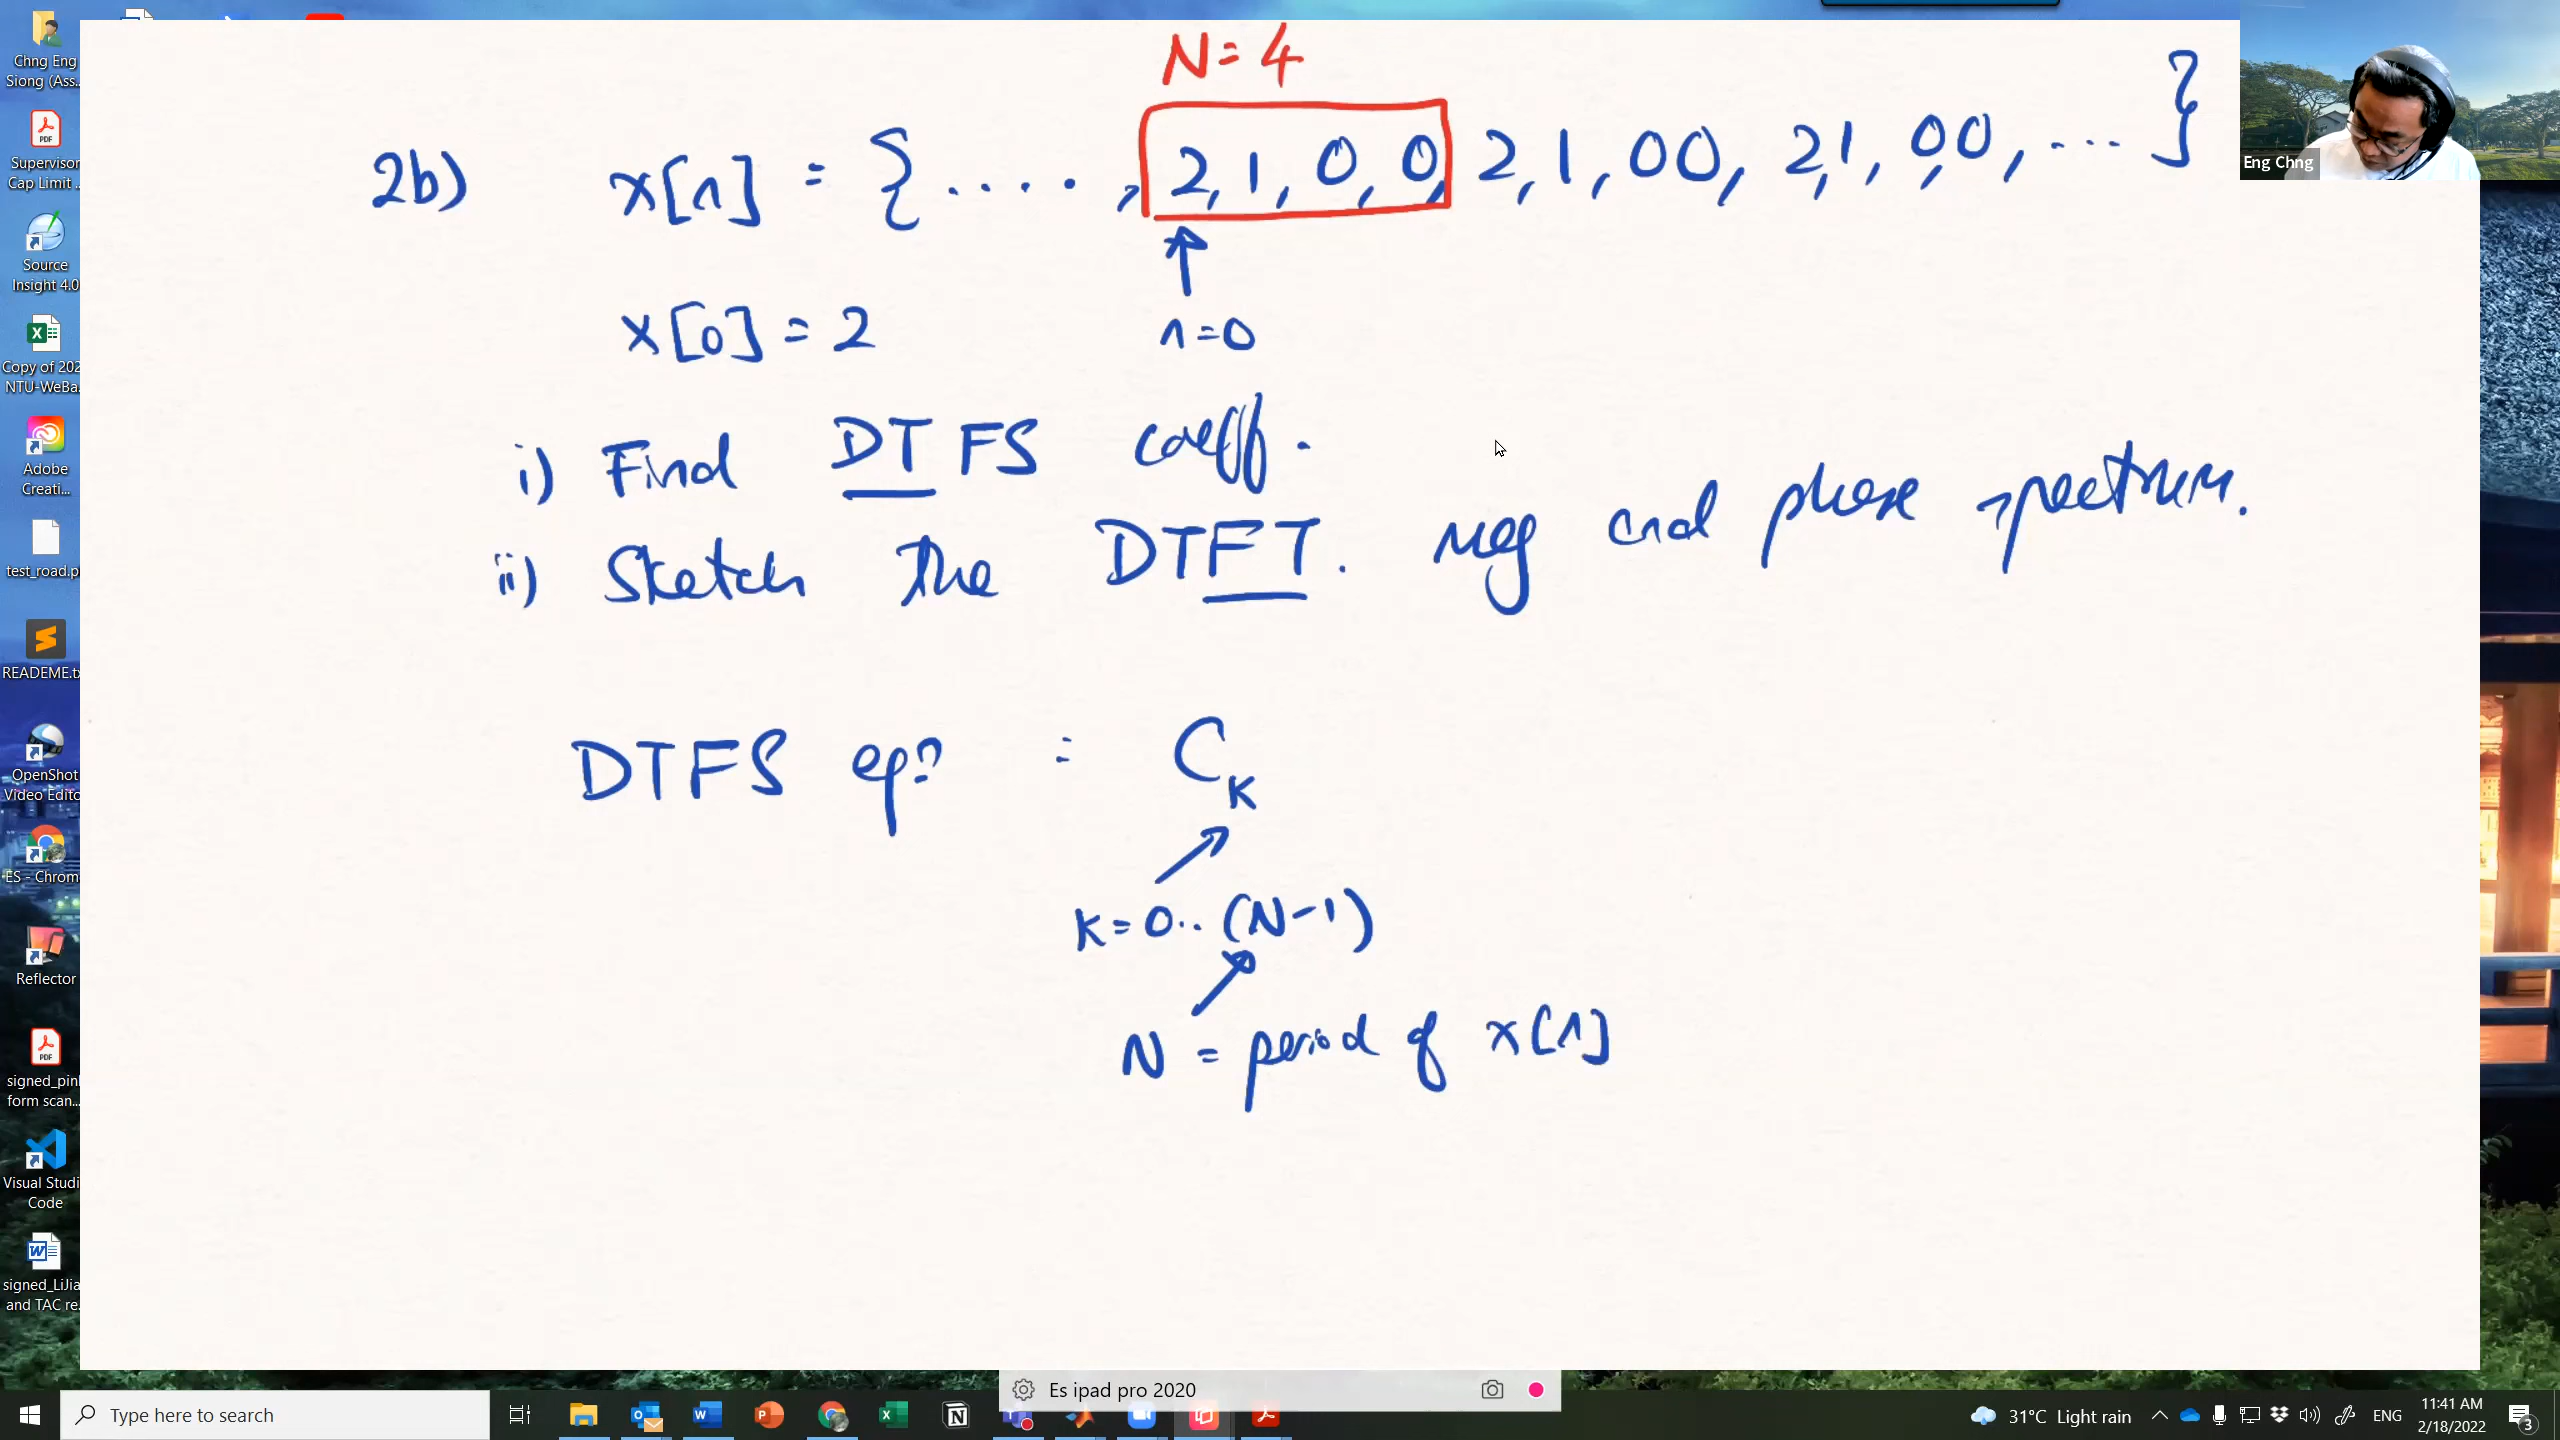 N = 4
2b) x[n] = { ...., 2, 1, 0, 0, 2, 1, 00, 2, 1, 0, 0, ... }
x[0] = 2
n = 0
i) Find DTFS coeff.
ii) Sketch the DTFT. mag and phase spectrum.
DTFS eqn : C_K
K = 0.. (N-1)
N = period of x[n]
Eng Chng
Chng Eng
Siong (Ass...
Supervisor
Cap Limit ...
Source
Insight 4.0
Copy of 202
NTU-WeBa...
Adobe
Creati...
test_road.p
READEME.tx
OpenShot
Video Edito
ES - Chrom
Reflector
signed_pin
form scan...
Visual Studi
Code
signed_LiJia
and TAC re...
Es ipad pro 2020
Type here to search
31°C Light rain
ENG
11:41 AM
2/18/2022
3